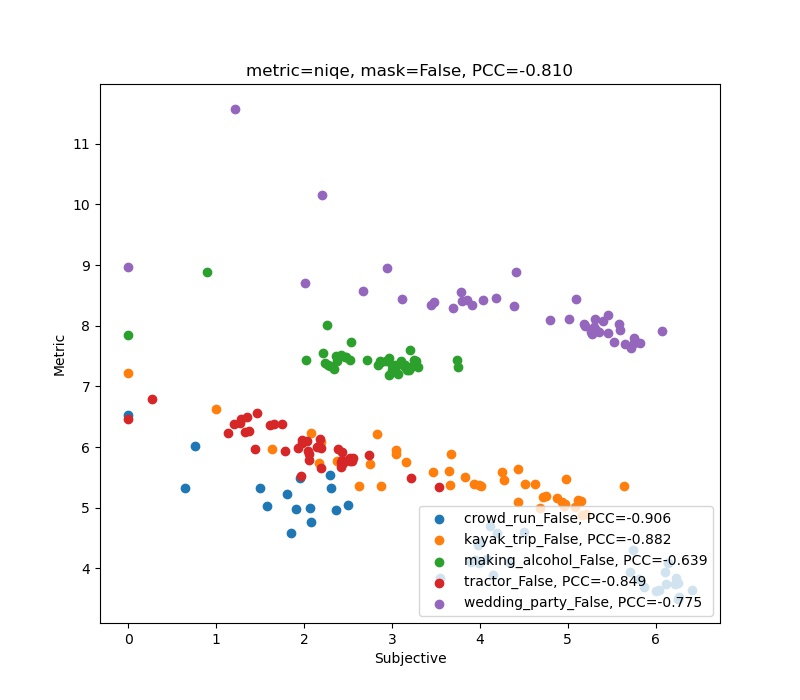 metric=niqe, mask=False, PCC=-0.810
Metric
11
10
9
8
7
6
5
4
crowd_run_False, PCC=-0.906
kayak_trip_False, PCC=-0.882
making_alcohol_False, PCC=-0.639
tractor_False, PCC=-0.849
wedding_party_False, PCC=-0.775
0 1 2 3 4 5 6
Subjective